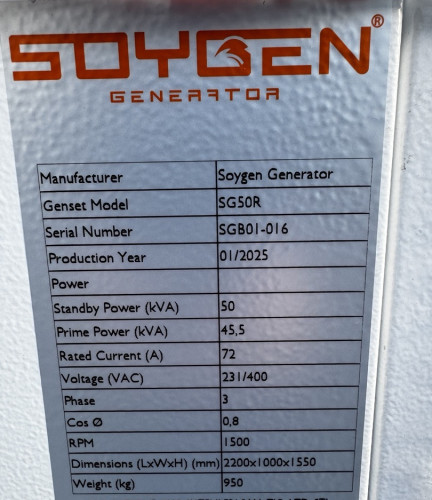 SOYGEN®
GENERATOR
Manufacturer Soygen Generator
Genset Model SG50R
Serial Number SGB01-016
Production Year 01/2025
Power
Standby Power (kVA) 50
Prime Power (kVA) 45,5
Rated Current (A) 72
Voltage (VAC) 231/400
Phase 3
Cos Ø 0,8
RPM 1500
Dimensions (LxWxH) (mm) 2200x1000x1550
Weight (kg) 950